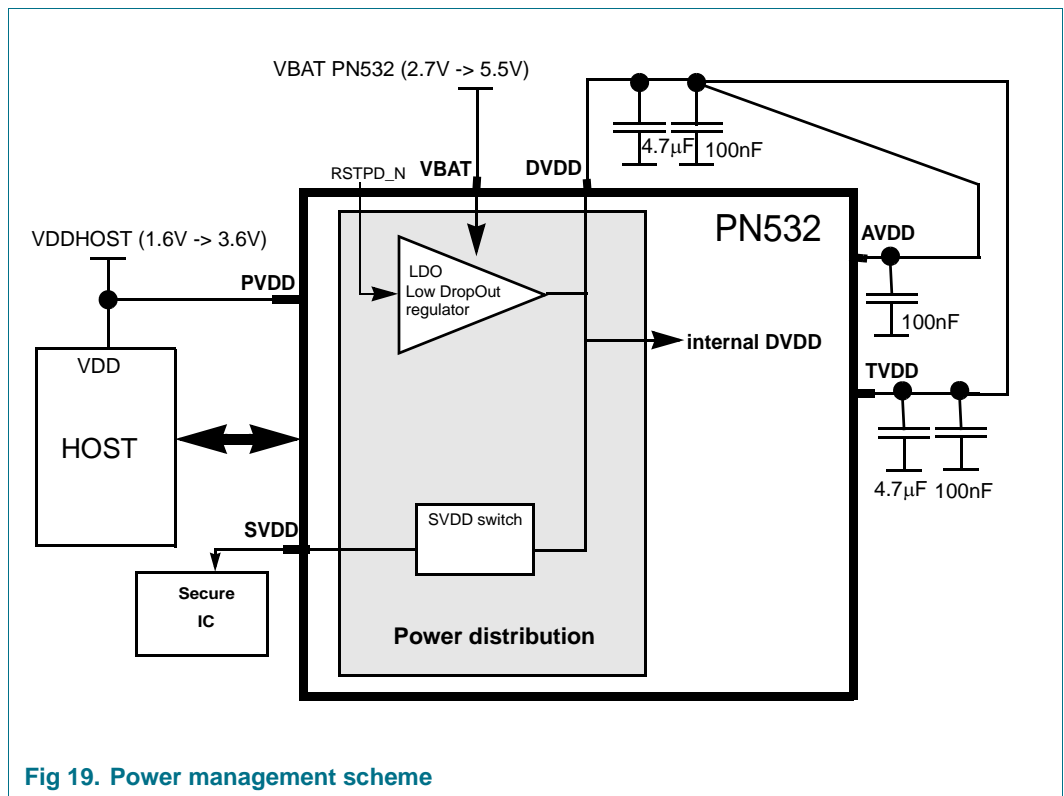 VBAT PN532 (2.7V -> 5.5V)
4.7μF
100nF
RSTPD_N
VBAT
DVDD
PN532
VDDHOST (1.6V -> 3.6V)
AVDD
PVDD
LDO
Low DropOut
regulator
100nF
internal DVDD
VDD
TVDD
HOST
4.7μF
100nF
SVDD
SVDD switch
Secure
IC
Power distribution
Fig 19. Power management scheme